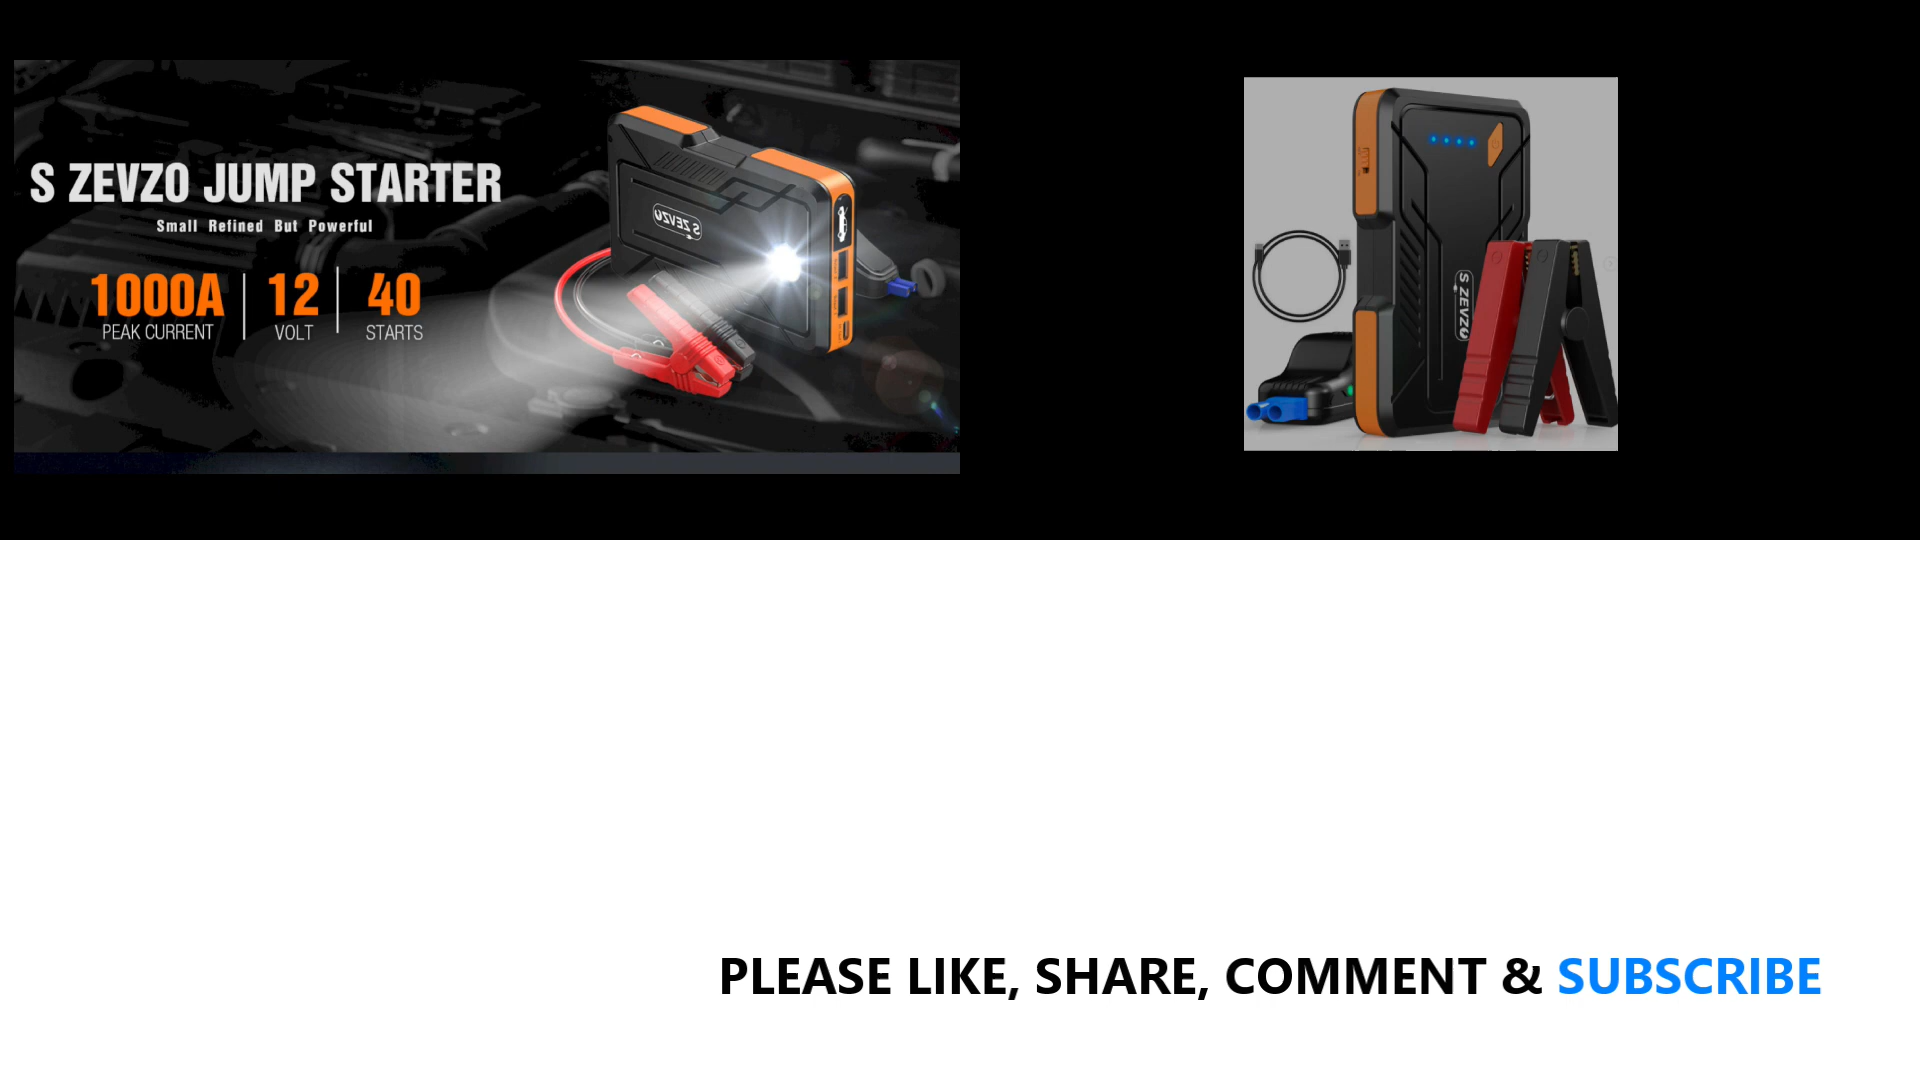 S ZEVZO JUMP STARTER
Small Refined But Powerful
1000A 12 40
PEAK CURRENT VOLT STARTS
S ZEVZO
S ZEVZO
PLEASE LIKE, SHARE, COMMENT & SUBSCRIBE